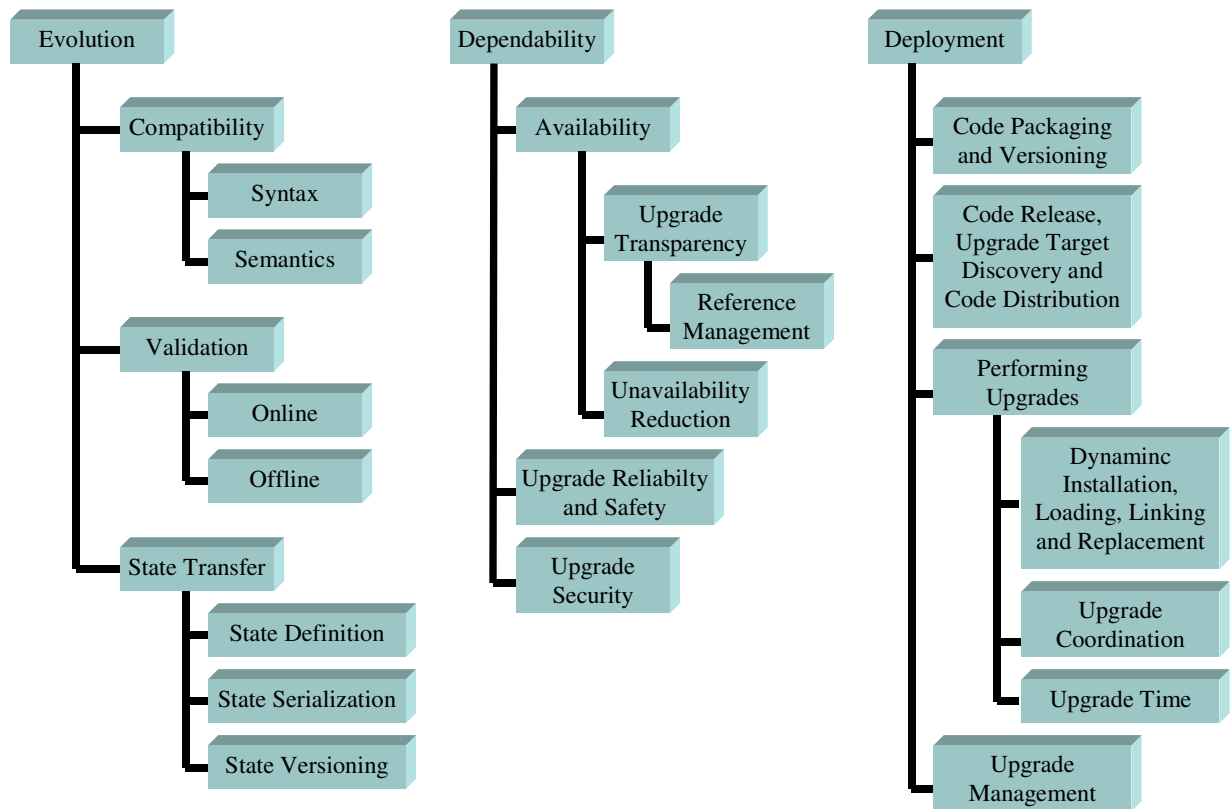 Evolution
Compatibility
Syntax
Semantics
Validation
Online
Offline
State Transfer
State Definition
State Serialization
State Versioning
Dependability
Availability
Upgrade
Transparency
Reference
Management
Unavailability
Reduction
Upgrade Reliabilty
and Safety
Upgrade
Security
Deployment
Code Packaging
and Versioning
Code Release,
Upgrade Target
Discovery and
Code Distribution
Performing
Upgrades
Dynaminc
Installation,
Loading, Linking
and Replacement
Upgrade
Coordination
Upgrade Time
Upgrade
Management